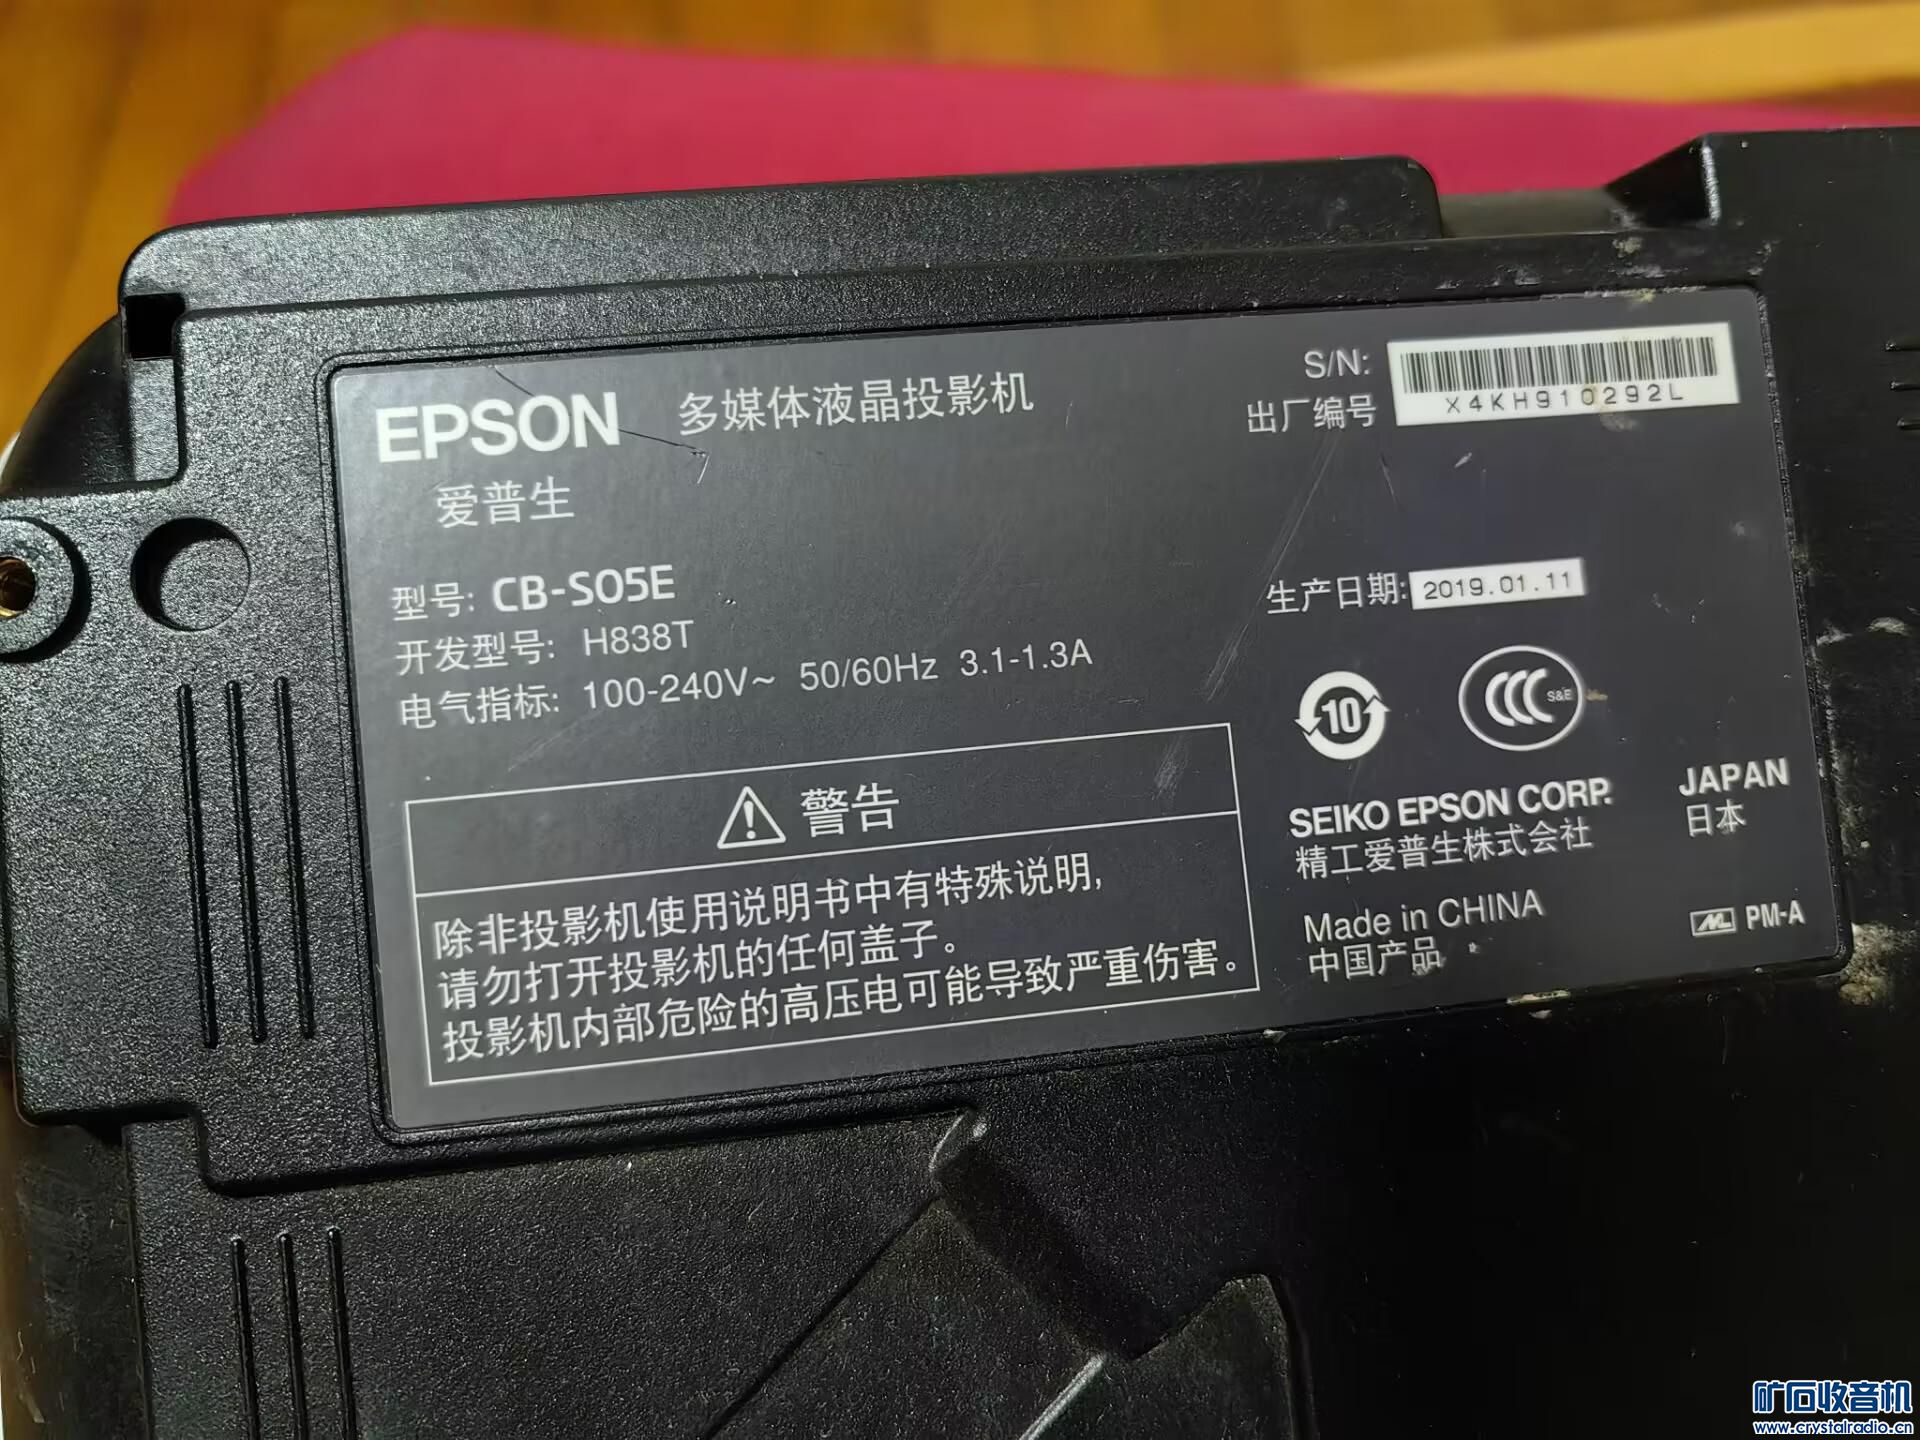 EPSON 多媒体液晶投影机
爱普生
S/N:
出厂编号
X4KH910292L
型号: CB-S05E
开发型号: H838T
电气指标: 100-240V~ 50/60Hz 3.1-1.3A
生产日期: 2019.01.11
10
CCC S&E
警告
除非投影机使用说明书中有特殊说明,
请勿打开投影机的任何盖子。
投影机内部危险的高压电可能导致严重伤害。
SEIKO EPSON CORP. JAPAN
精工爱普生株式会社 日本
Made in CHINA
中国产品
PM-A
矿石收音机
www.crystalradio.cn